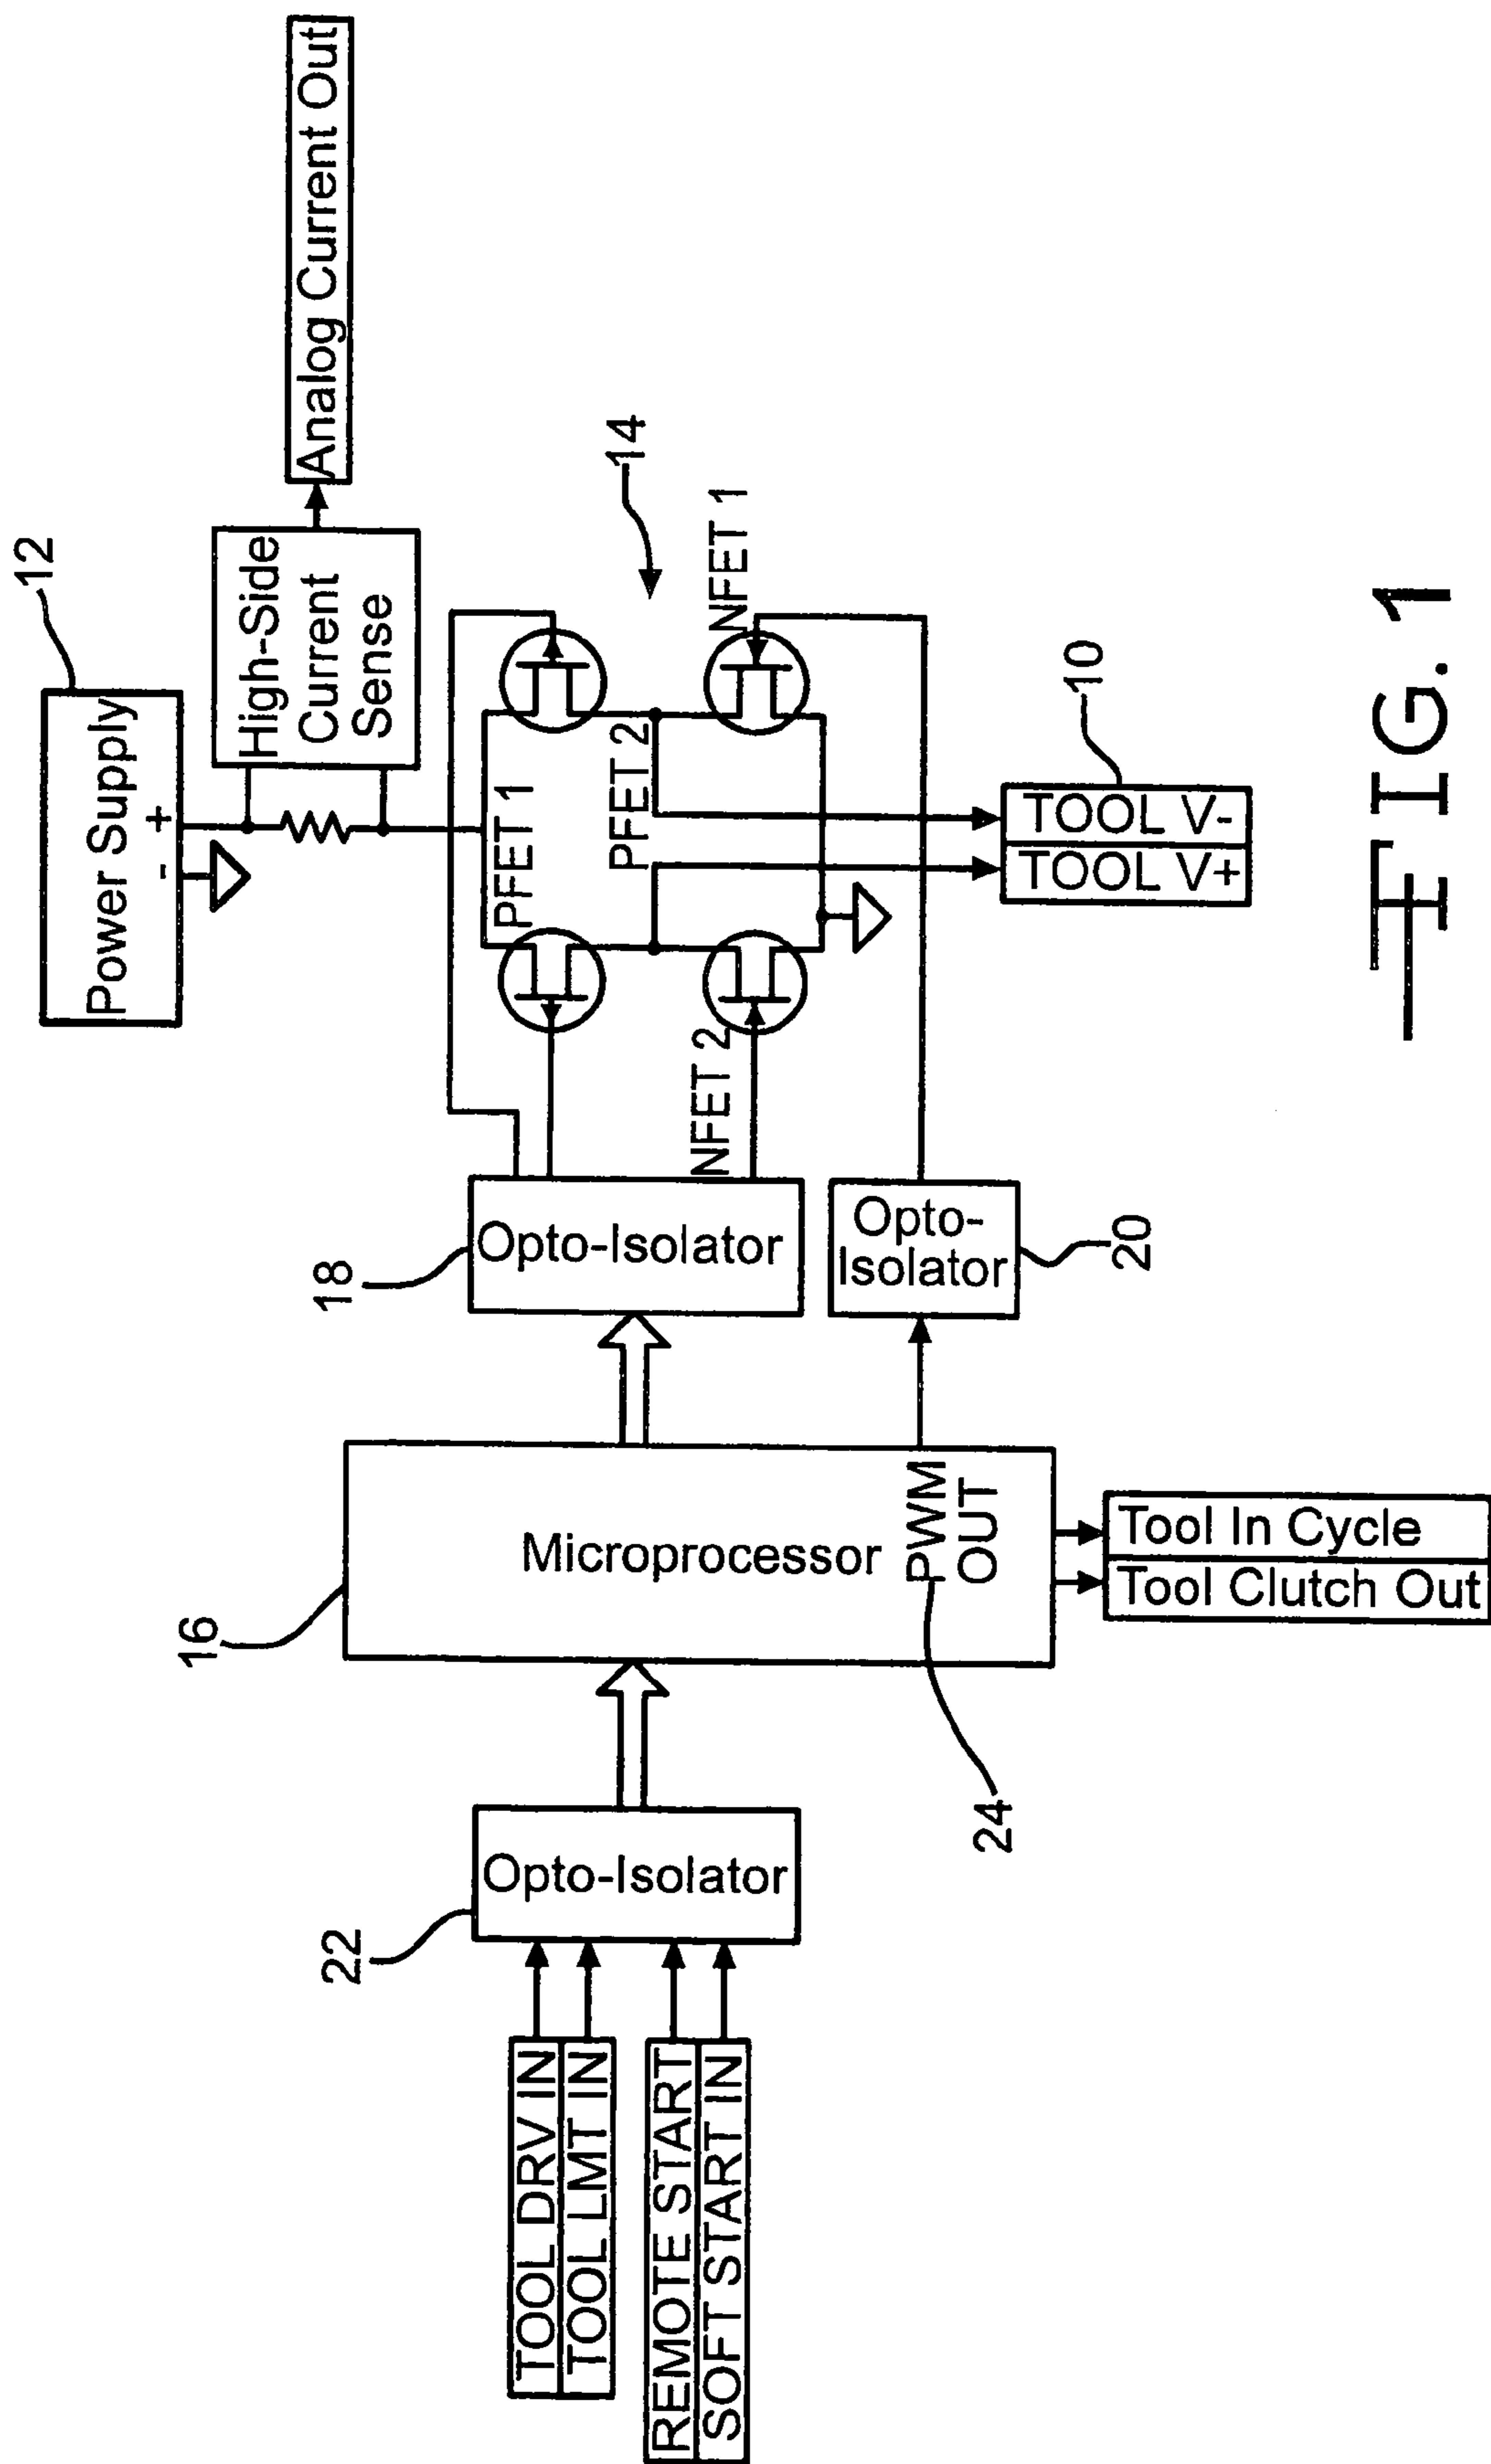 12
Power Supply
- +
High-Side
Current
Sense
Analog Current Out
PFET 1
PFET 2
14
NFET 1
NFET 2
18
Opto-Isolator
Opto-
Isolator
20
10
TOOL V+
TOOL V-
16
Microprocessor
PWM
OUT
24
Tool Clutch Out
Tool In Cycle
22
Opto-Isolator
TOOL DRV IN
TOOL LMT IN
REMOTE START
SOFT START IN
FIG. 1